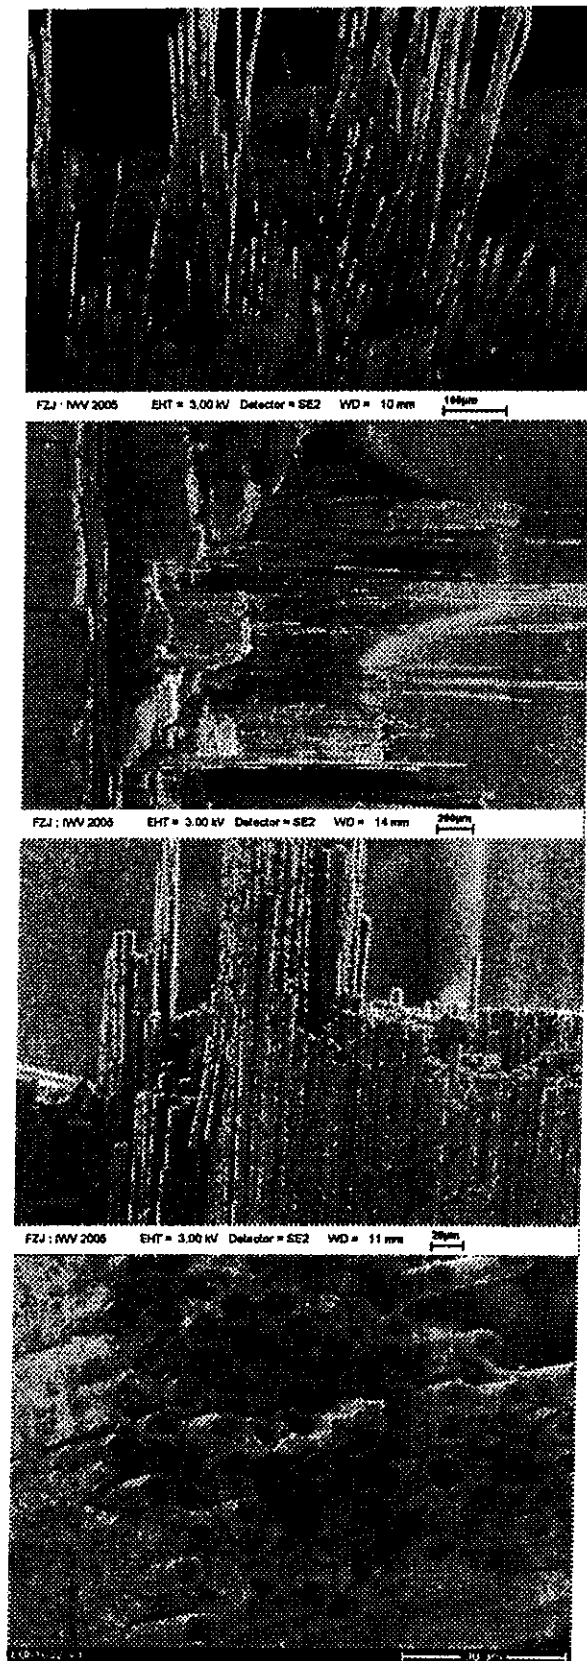 FZJ : IWV 2005 EHT = 3,00 kV Detector = SE2 WD = 10 mm 100µm
FZJ : IWV 2005 EHT = 3.00 kV Detector = SE2 WD = 14 mm 200µm
FZJ : IWV 2005 EHT = 3,00 kV Detector = SE2 WD = 11 mm 20µm
30 µm